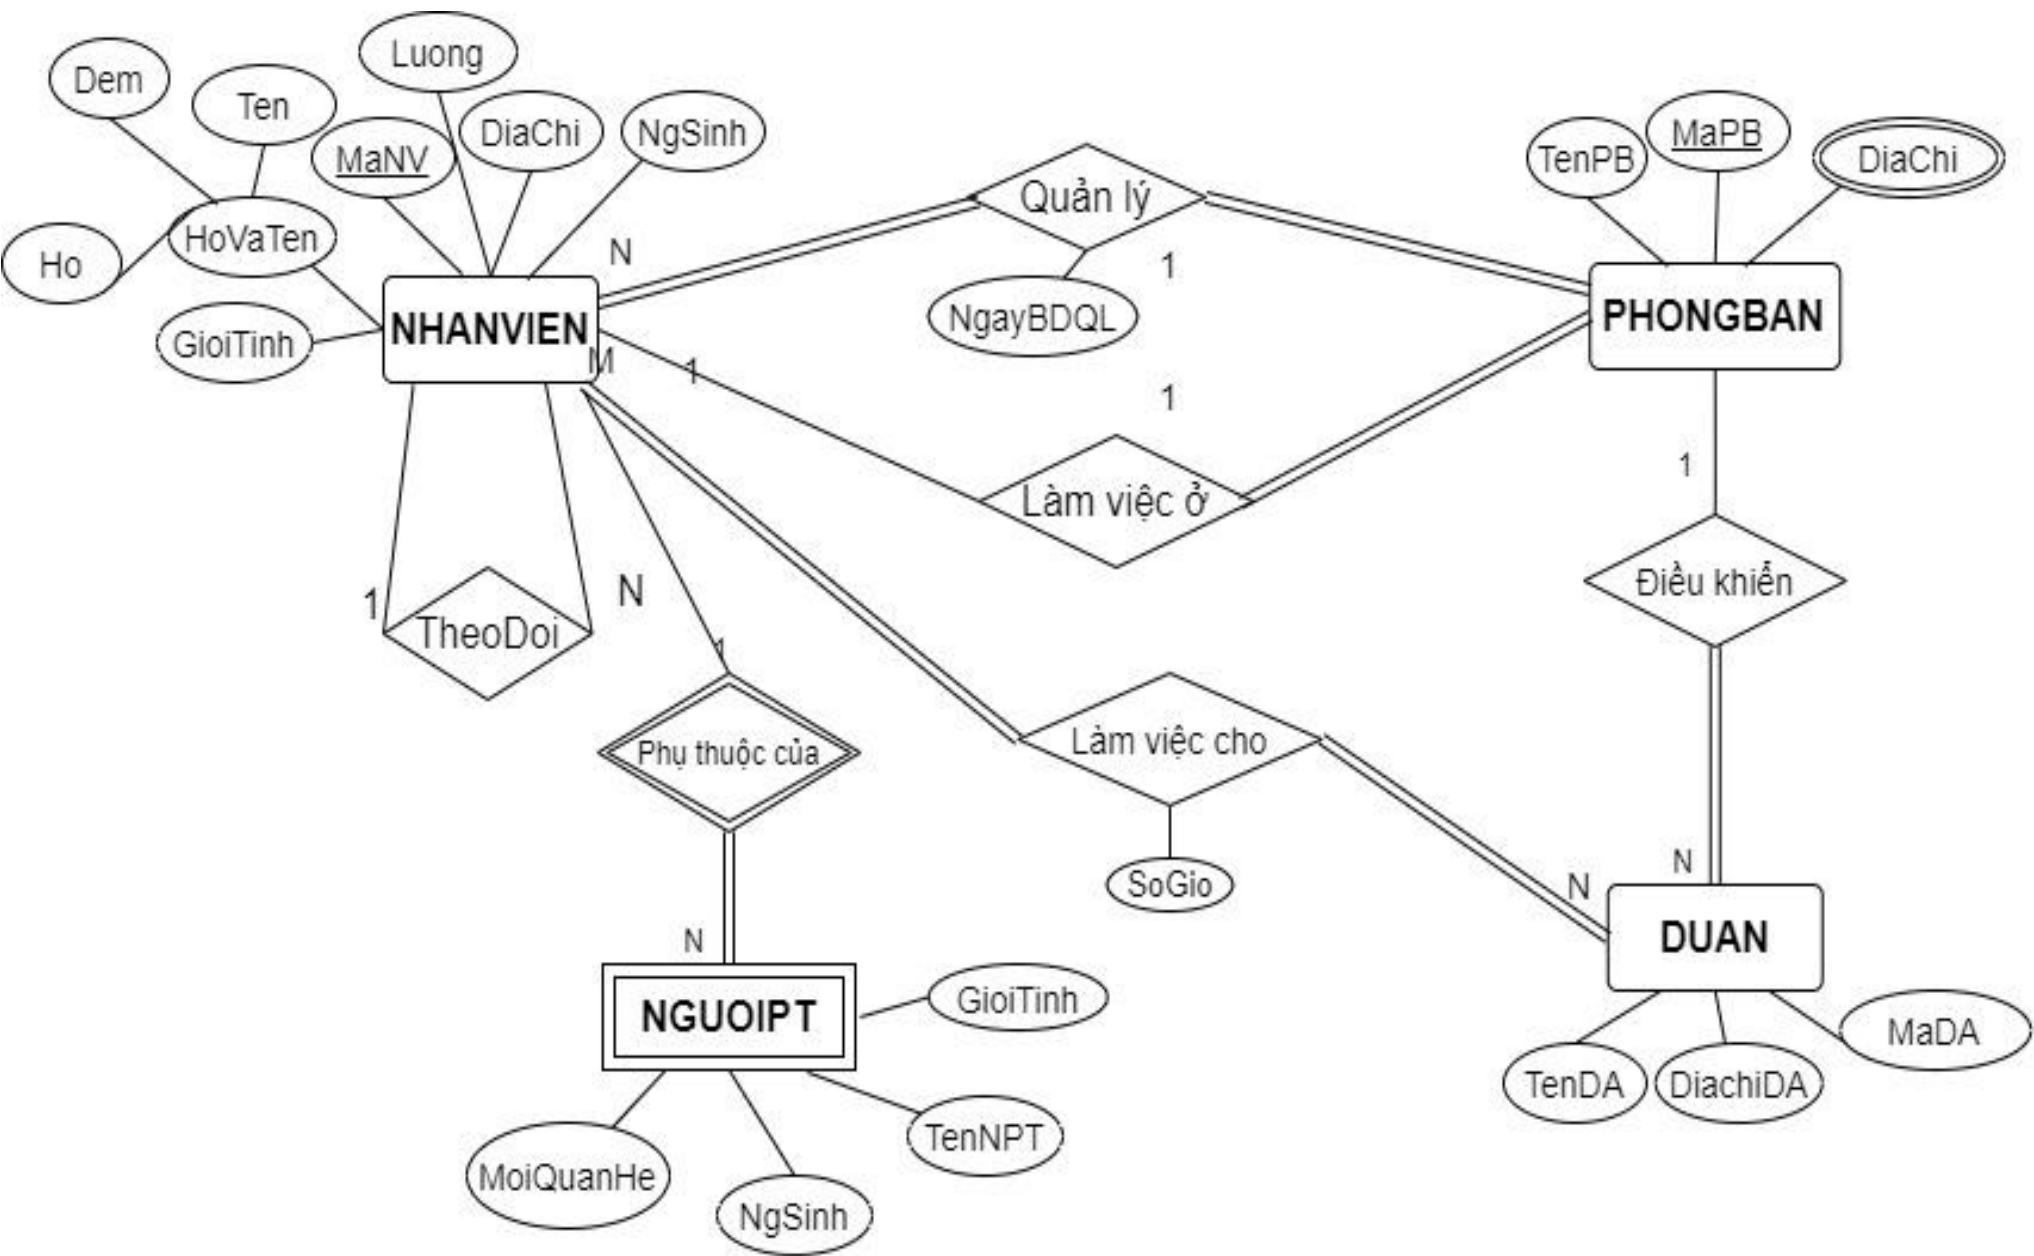 Luong
Dem
Ten
MaNV
DiaChi
NgSinh
HoVaTen
Ho
GioiTinh
NHANVIEN
N
Quản lý
1
NgayBDQL
TenPB
MaPB
DiaChi
PHONGBAN
M
1
1
Làm việc ở
1
Điều khiển
1
TheoDoi
N
1
Phụ thuộc của
Làm việc cho
SoGio
N
N
DUAN
N
NGUOIPT
GioiTinh
TenNPT
MoiQuanHe
NgSinh
TenDA
DiachiDA
MaDA